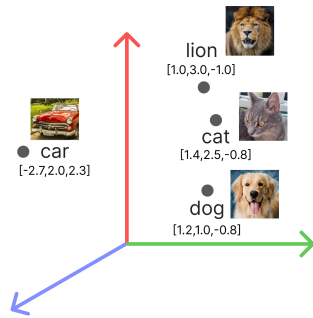 lion
[1.0,3.0,-1.0]
cat
[1.4,2.5,-0.8]
car
[-2.7,2.0,2.3]
dog
[1.2,1.0,-0.8]